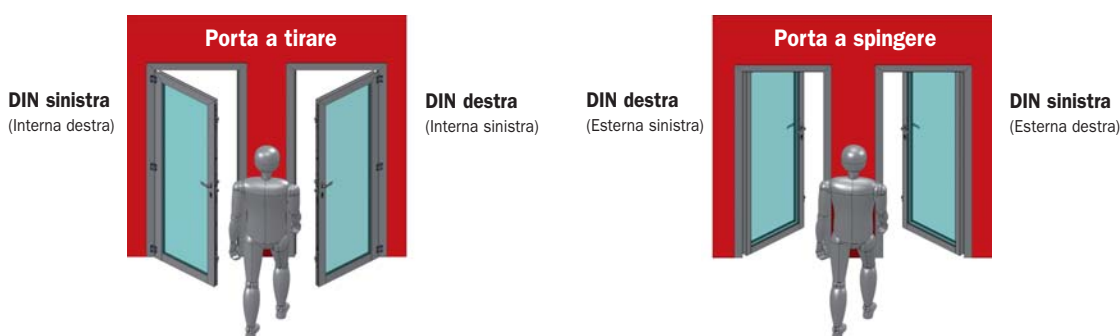 Porta a tirare
DIN sinistra
(Interna destra)
DIN destra
(Interna sinistra)
Porta a spingere
DIN destra
(Esterna sinistra)
DIN sinistra
(Esterna destra)